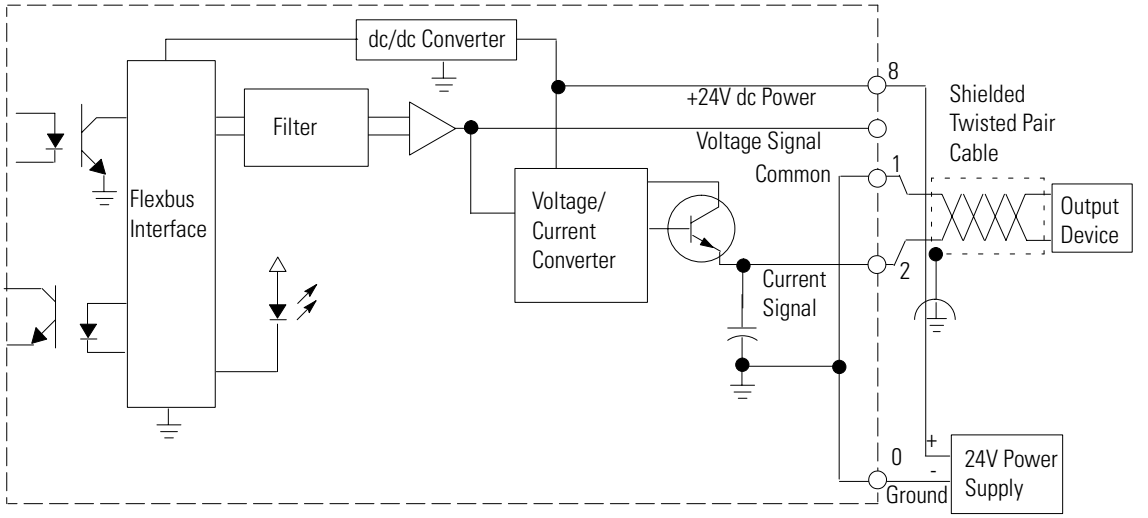 dc/dc Converter
8
+24V dc Power
Shielded
Twisted Pair
Cable
Filter
Voltage Signal
Common
1
Flexbus
Interface
Voltage/
Current
Converter
Output
Device
2
Current
Signal
0
+
-
Ground
24V Power
Supply